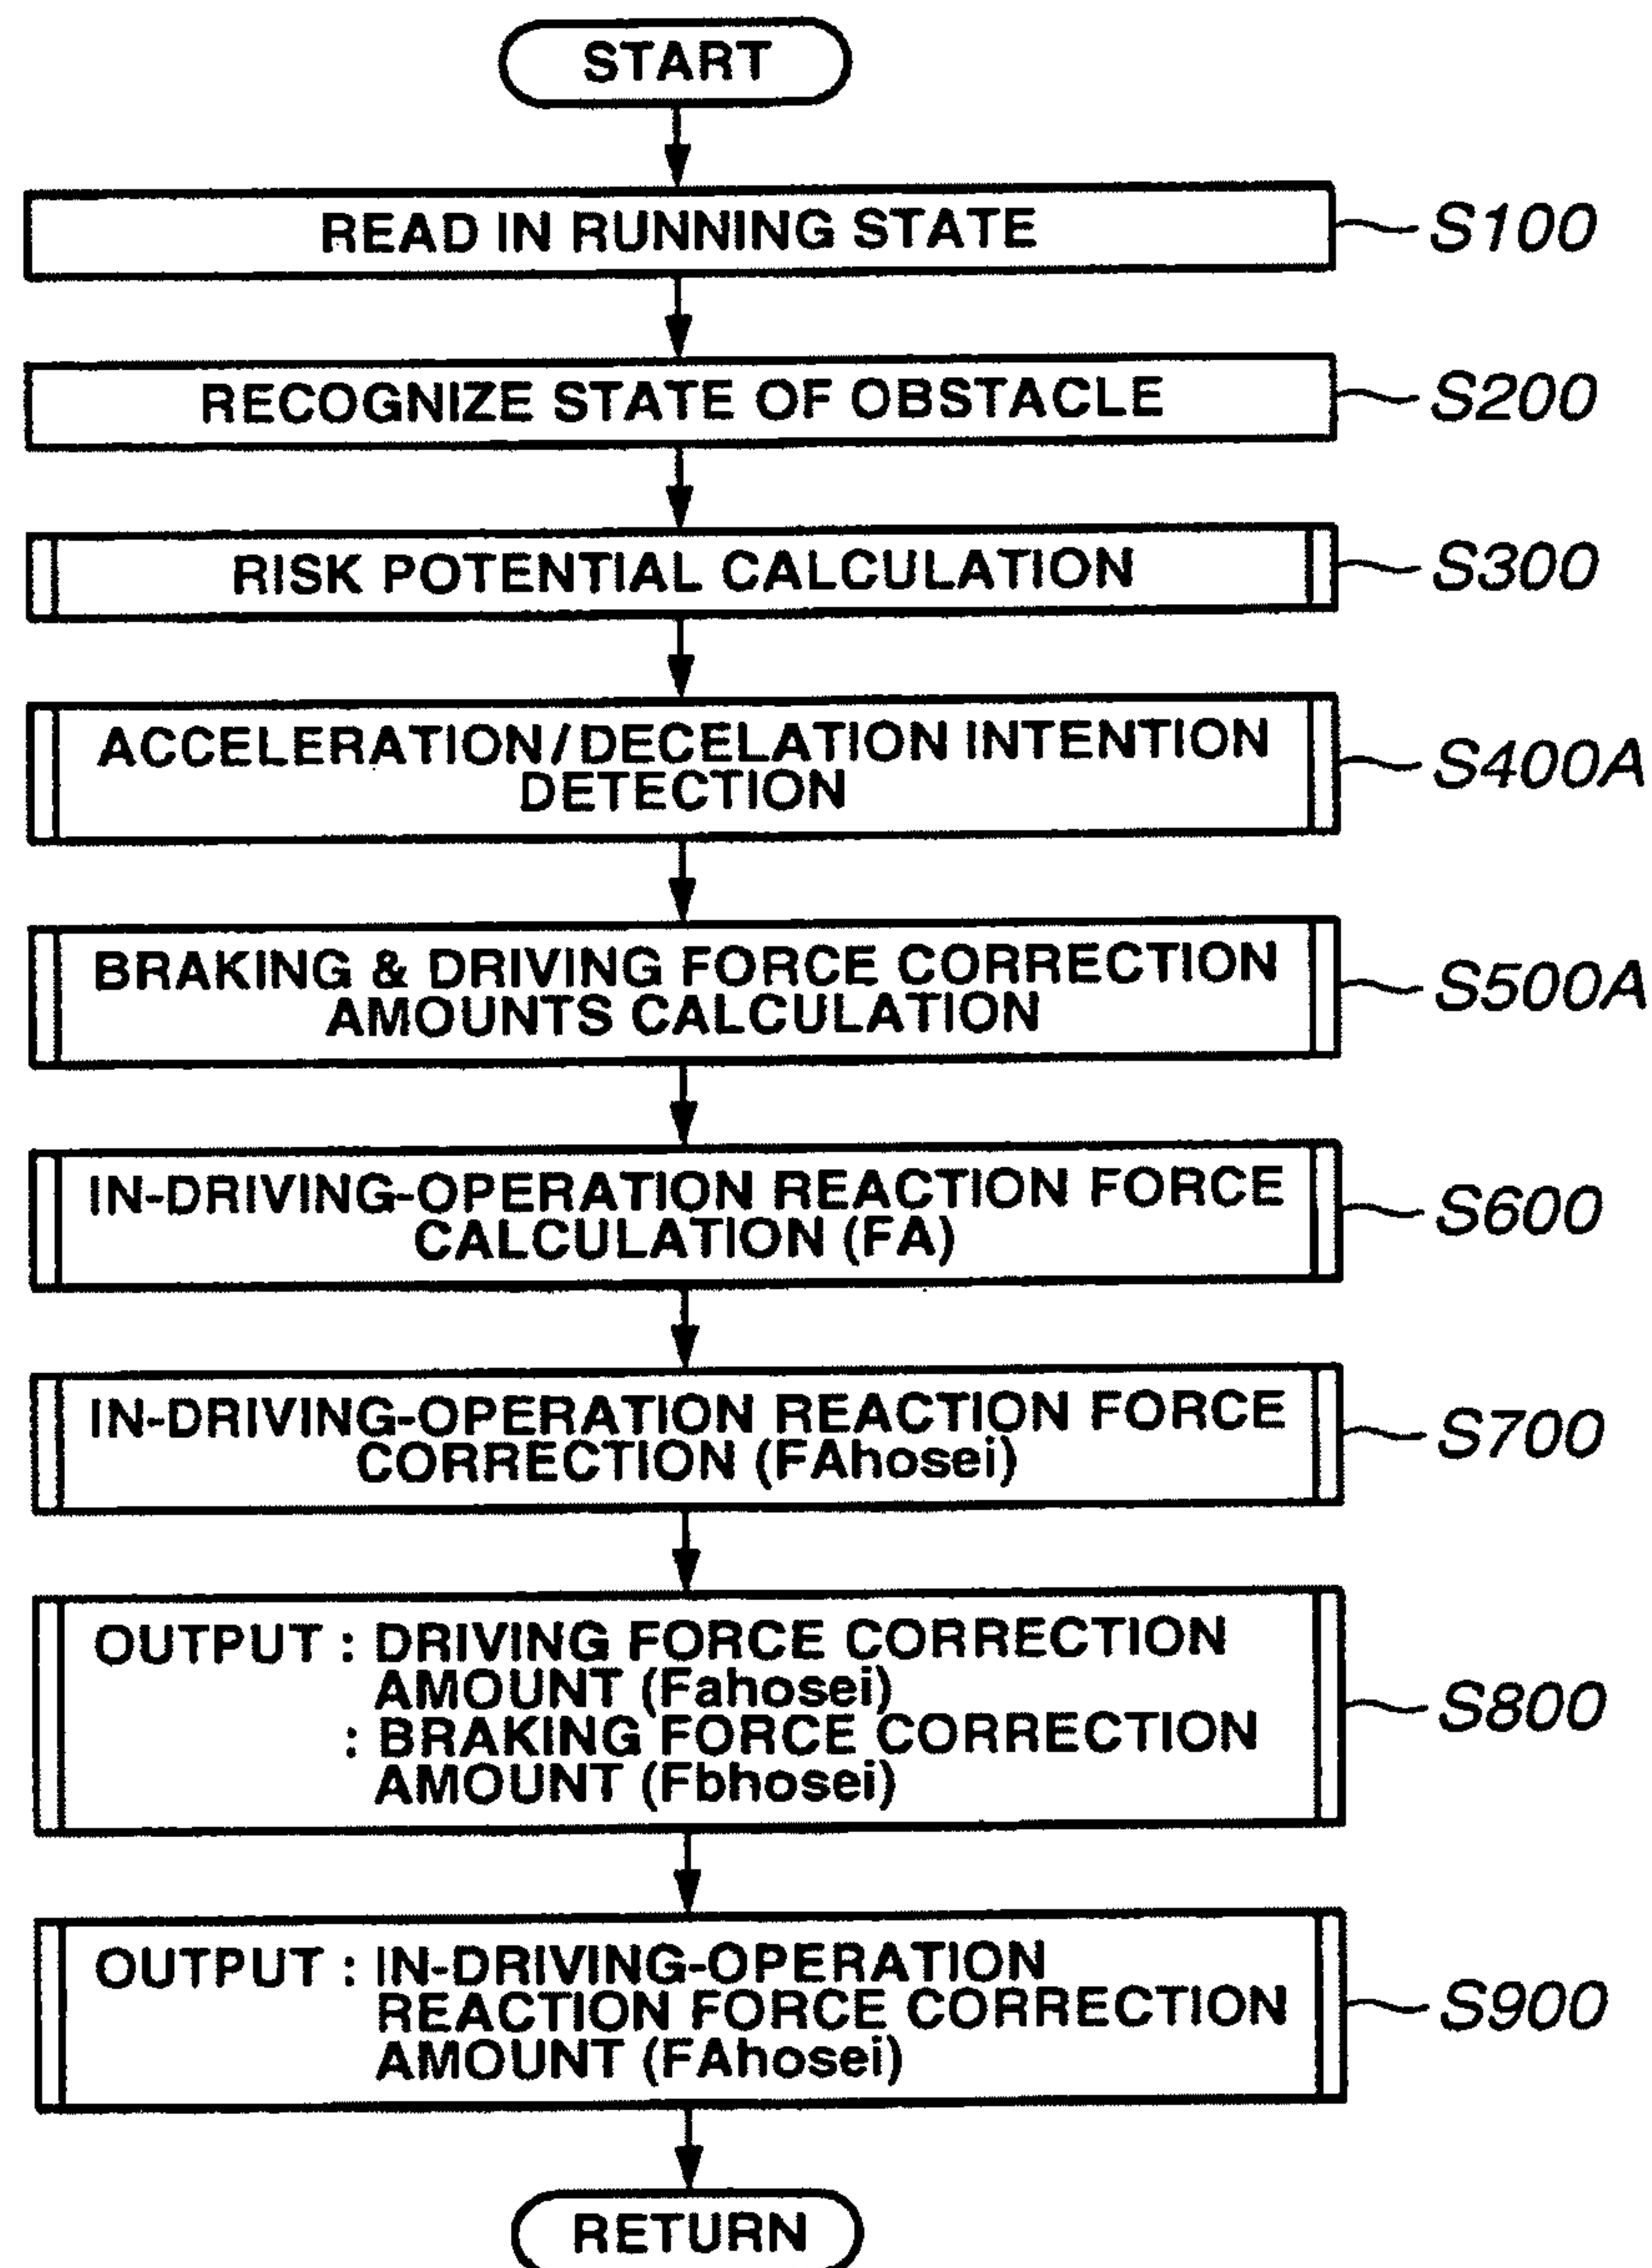 START
READ IN RUNNING STATE
S100
RECOGNIZE STATE OF OBSTACLE
S200
RISK POTENTIAL CALCULATION
S300
ACCELERATION/DECELATION INTENTION
DETECTION
S400A
BRAKING & DRIVING FORCE CORRECTION
AMOUNTS CALCULATION
S500A
IN-DRIVING-OPERATION REACTION FORCE
CALCULATION (FA)
S600
IN-DRIVING-OPERATION REACTION FORCE
CORRECTION (FAhosei)
S700
OUTPUT : DRIVING FORCE CORRECTION
AMOUNT (Fahosei)
: BRAKING FORCE CORRECTION
AMOUNT (Fbhosei)
S800
OUTPUT : IN-DRIVING-OPERATION
REACTION FORCE CORRECTION
AMOUNT (FAhosei)
S900
RETURN